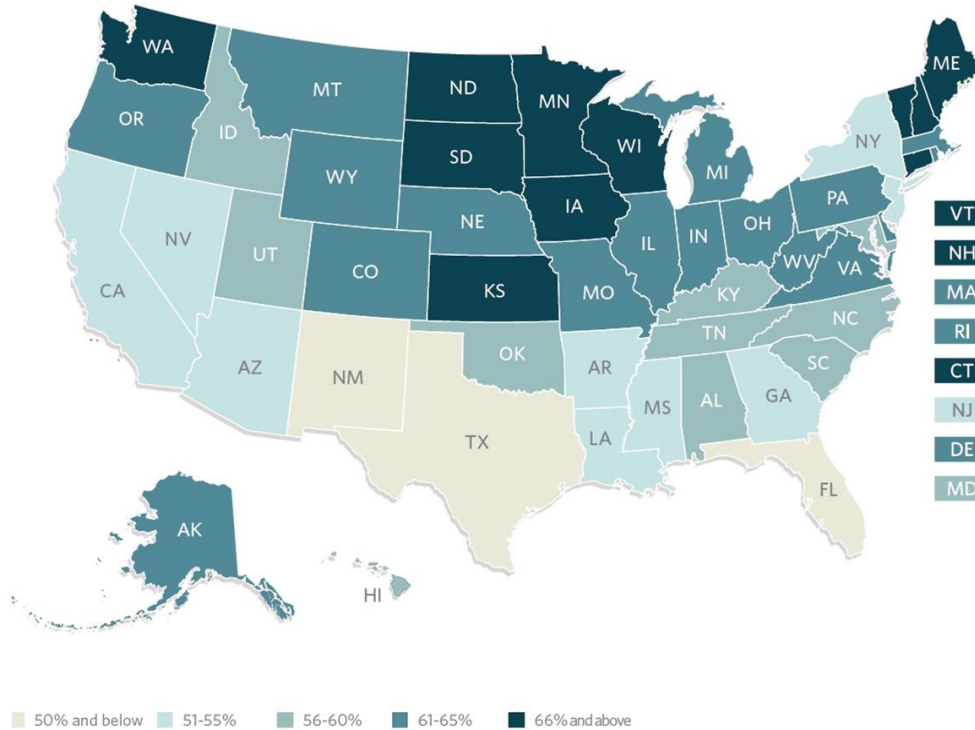 WA
ME
MT
ND
MN
OR
ID
WI
NY
SD
MI
WY
IA
PA
VT
NE
NH
IL
IN
OH
NV
UT
CO
WV
VA
MA
CA
KS
MO
KY
NC
RI
TN
OK
SC
CT
AZ
NM
AR
MS
AL
GA
NJ
TX
LA
DE
FL
MD
AK
HI
50% and below 51-55% 56-60% 61-65% 66% and above